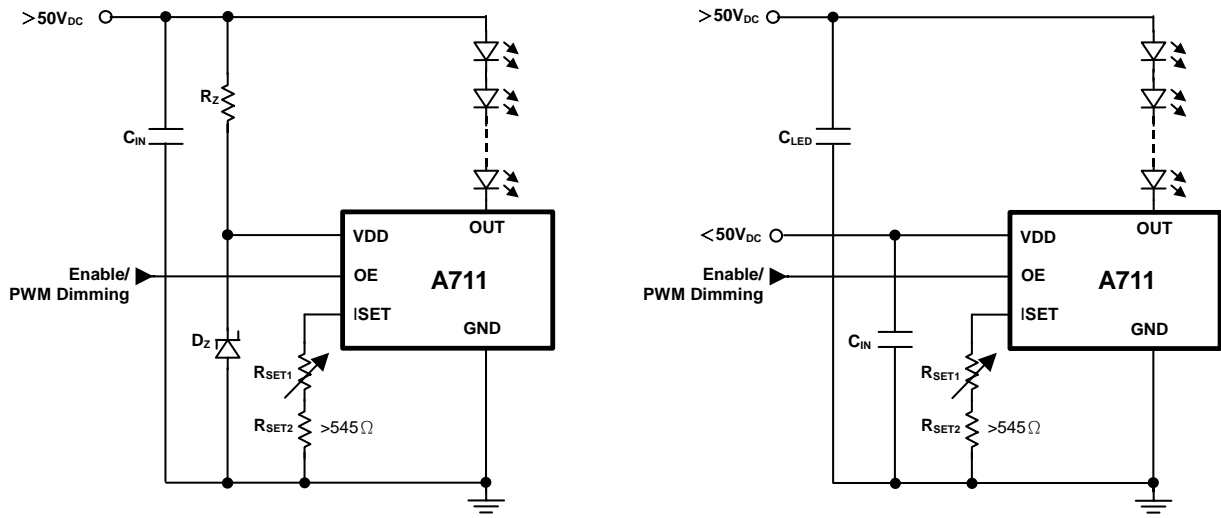 >50VDC
RZ
CIN
OUT
VDD
Enable/
PWM Dimming
OE
A711
ISET
GND
DZ
RSET1
RSET2 >545Ω
>50VDC
CLED
OUT
<50VDC
VDD
Enable/
PWM Dimming
OE
A711
ISET
GND
CIN
RSET1
RSET2 >545Ω